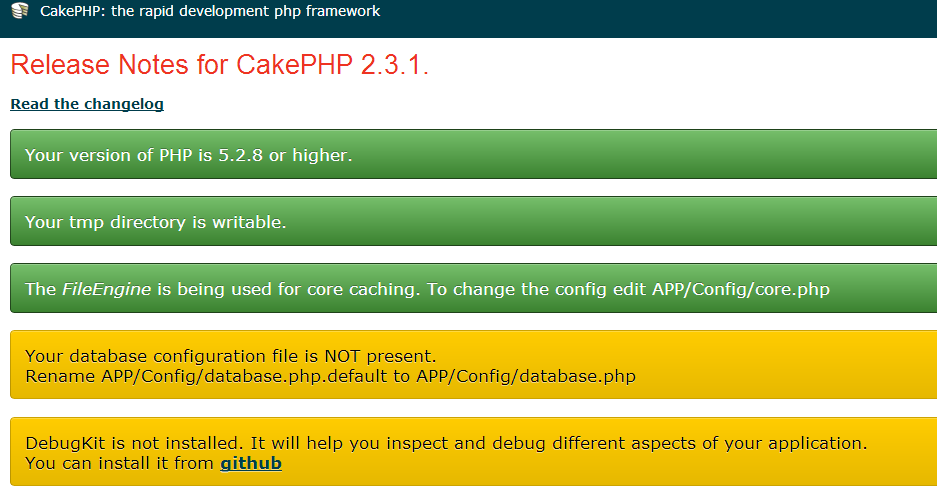 CakePHP: the rapid development php framework
Release Notes for CakePHP 2.3.1.
Read the changelog
Your version of PHP is 5.2.8 or higher.
Your tmp directory is writable.
The FileEngine is being used for core caching. To change the config edit APP/Config/core.php
Your database configuration file is NOT present.
Rename APP/Config/database.php.default to APP/Config/database.php
DebugKit is not installed. It will help you inspect and debug different aspects of your application.
You can install it from github